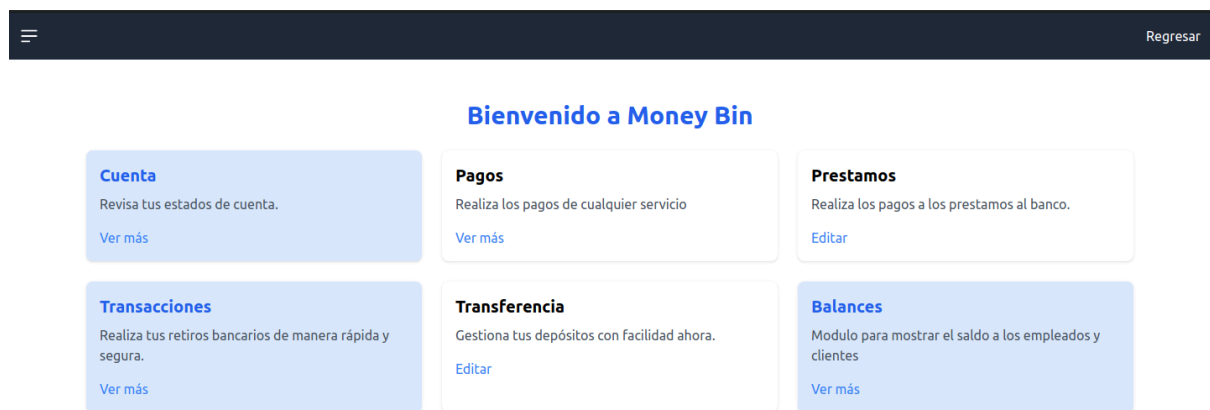 Regresar
Bienvenido a Money Bin
Cuenta
Revisa tus estados de cuenta.
Ver más
Pagos
Realiza los pagos de cualquier servicio
Ver más
Prestamos
Realiza los pagos a los prestamos al banco.
Editar
Transacciones
Realiza tus retiros bancarios de manera rápida y
segura.
Ver más
Transferencia
Gestiona tus depósitos con facilidad ahora.
Editar
Balances
Modulo para mostrar el saldo a los empleados y
clientes
Ver más